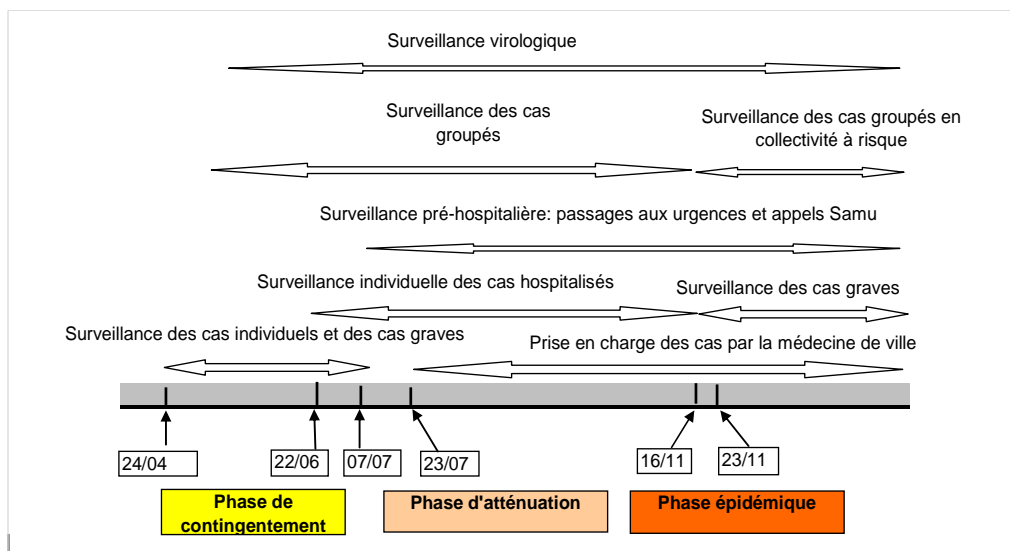 Surveillance virologique
Surveillance des cas
groupés
Surveillance des cas groupés en
collectivité à risque
Surveillance pré-hospitalière: passages aux urgences et appels Samu
Surveillance individuelle des cas hospitalisés
Surveillance des cas graves
Surveillance des cas individuels et des cas graves
Prise en charge des cas par la médecine de ville
24/04
22/06
07/07
23/07
16/11
23/11
Phase de
contingentement
Phase d'atténuation
Phase épidémique